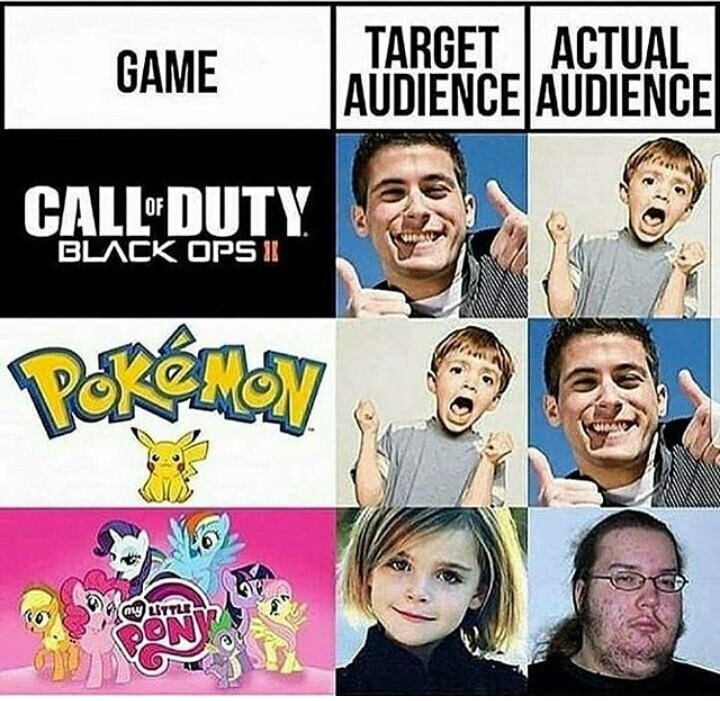 GAME
TARGET
AUDIENCE
ACTUAL
AUDIENCE
CALL OF DUTY
BLACK OPS II
POKéMON
my LITTLE
PONY